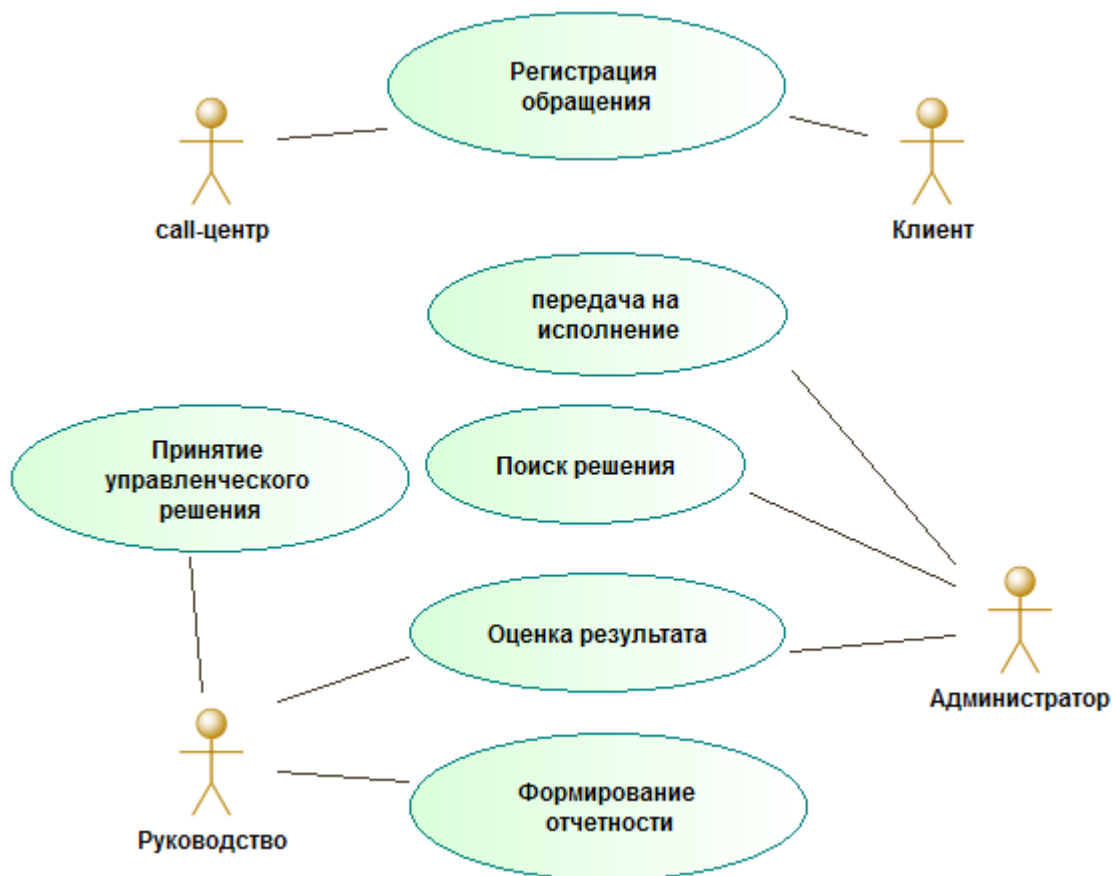 Регистрация
обращения
call-центр
Клиент
передача на
исполнение
Принятие
управленческого
решения
Поиск решения
Оценка результата
Администратор
Формирование
отчетности
Руководство